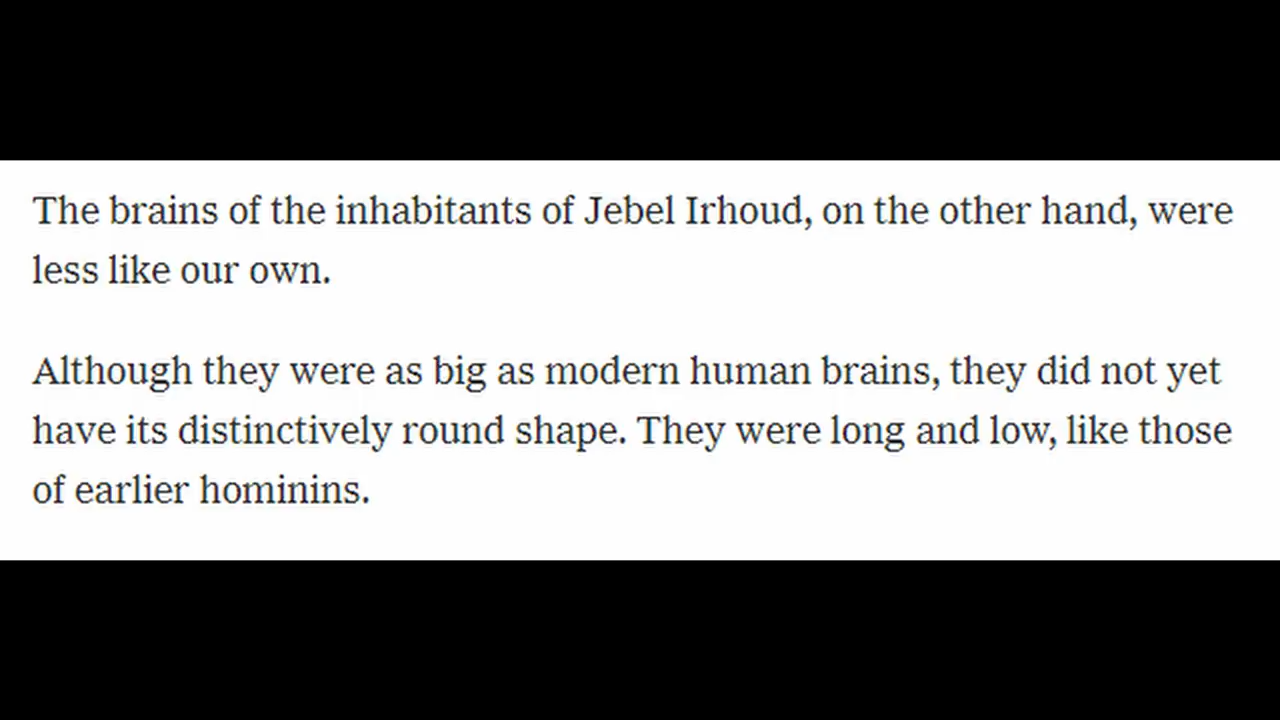 The brains of the inhabitants of Jebel Irhoud, on the other hand, were
less like our own.
Although they were as big as modern human brains, they did not yet
have its distinctively round shape. They were long and low, like those
of earlier hominins.